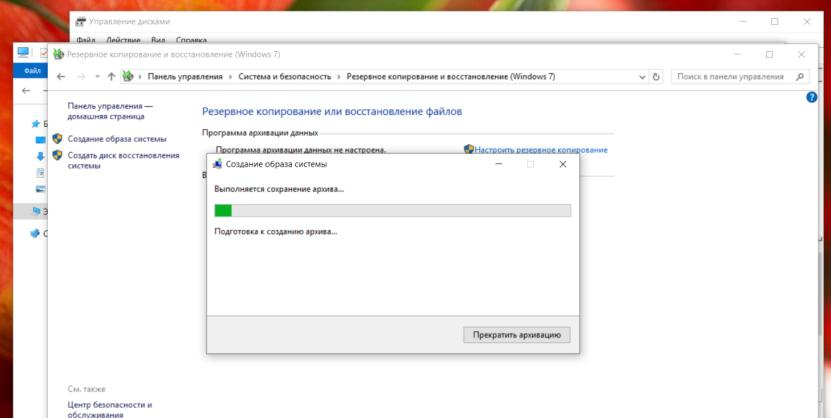 Управление дисками
Файл Действие Вид Справка
Резервное копирование и восстановление (Windows 7)
Файл
Панель управления › Система и безопасность › Резервное копирование и восстановление (Windows 7)
Поиск в панели управления
Панель управления —
домашняя страница
Создание образа системы
Создать диск восстановления
системы
Резервное копирование или восстановление файлов
Программа архивации данных
Программа архивации данных не настроена.
Настроить резервное копирование
Создание образа системы
Выполняется сохранение архива...
Подготовка к созданию архива...
Прекратить архивацию
См. также
Центр безопасности и
обслуживания